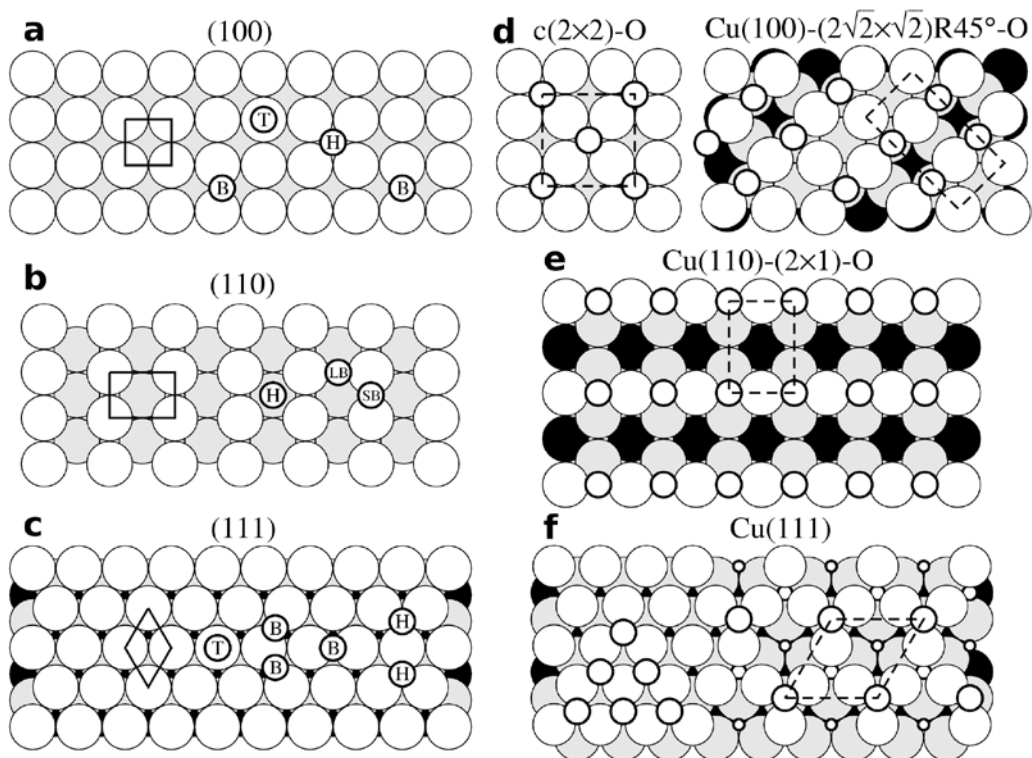 a
(100)
T
H
B
B
b
(110)
LB
H
SB
c
(111)
H
B
T
B
B
H
d
c(2×2)-O
Cu(100)-(2√2×√2)R45°-O
e
Cu(110)-(2×1)-O
f
Cu(111)